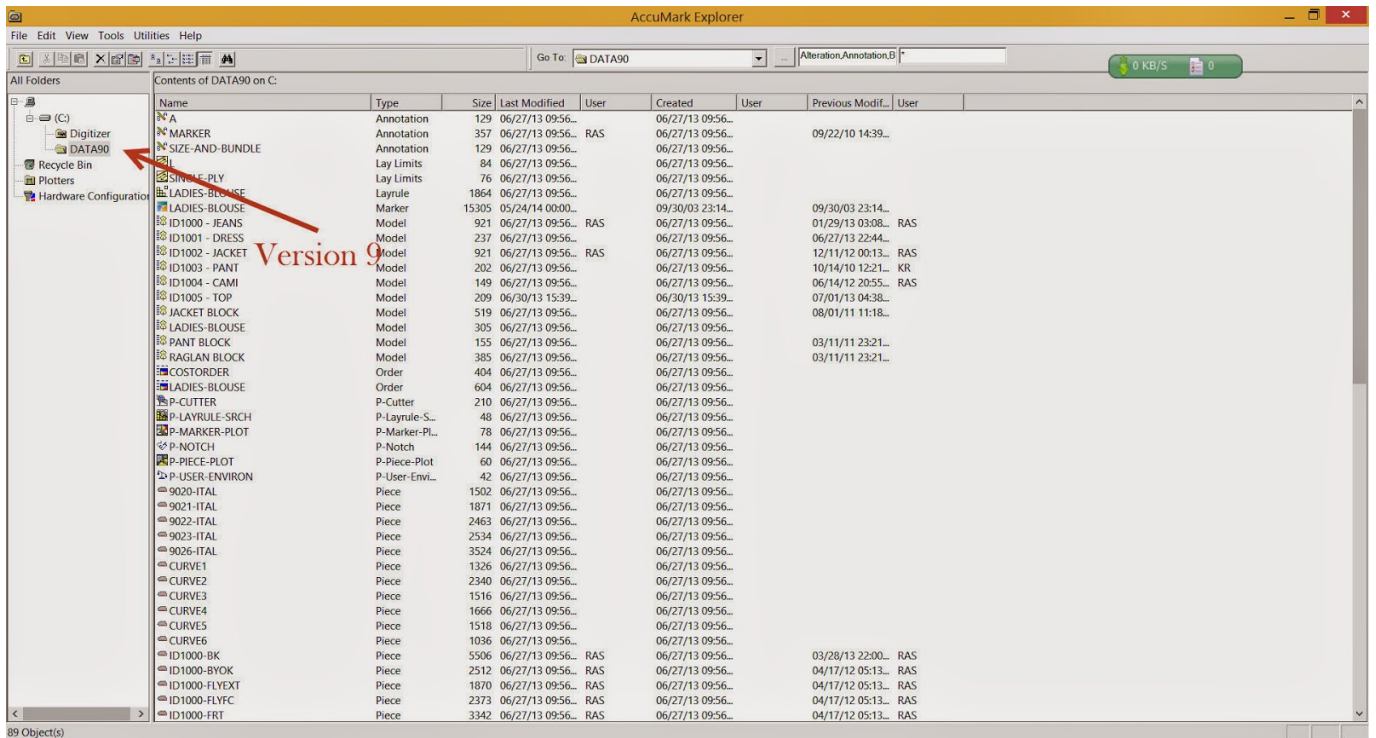 AccuMark Explorer
File Edit View Tools Utilities Help
Go To: DATA90 ... Alteration,Annotation,B *
0 KB/S 0
All Folders Contents of DATA90 on C:
Name Type Size Last Modified User Created User Previous Modif... User
(C:)
Digitizer
DATA90
Recycle Bin
Plotters
Hardware Configuration
Version 9
A Annotation 129 06/27/13 09:56... 06/27/13 09:56...
MARKER Annotation 357 06/27/13 09:56... RAS 06/27/13 09:56... 09/22/10 14:39...
SIZE-AND-BUNDLE Annotation 129 06/27/13 09:56... 06/27/13 09:56...
L Lay Limits 84 06/27/13 09:56... 06/27/13 09:56...
SINGLE-PLY Lay Limits 76 06/27/13 09:56... 06/27/13 09:56...
LADIES-BLOUSE Layrule 1864 06/27/13 09:56... 06/27/13 09:56...
LADIES-BLOUSE Marker 15305 05/24/14 00:00... 09/30/03 23:14... 09/30/03 23:14...
ID1000 - JEANS Model 921 06/27/13 09:56... RAS 06/27/13 09:56... 01/29/13 03:08... RAS
ID1001 - DRESS Model 237 06/27/13 09:56... 06/27/13 09:56... 06/27/13 22:44...
ID1002 - JACKET Model 921 06/27/13 09:56... RAS 06/27/13 09:56... 12/11/12 00:13... RAS
ID1003 - PANT Model 202 06/27/13 09:56... 06/27/13 09:56... 10/14/10 12:21... KR
ID1004 - CAMI Model 149 06/27/13 09:56... 06/27/13 09:56... 06/14/12 20:55... RAS
ID1005 - TOP Model 209 06/30/13 15:39... 06/30/13 15:39... 07/01/13 04:38...
JACKET BLOCK Model 519 06/27/13 09:56... 06/27/13 09:56... 08/01/11 11:18...
LADIES-BLOUSE Model 305 06/27/13 09:56... 06/27/13 09:56...
PANT BLOCK Model 155 06/27/13 09:56... 06/27/13 09:56... 03/11/11 23:21...
RAGLAN BLOCK Model 385 06/27/13 09:56... 06/27/13 09:56... 03/11/11 23:21...
COSTORDER Order 404 06/27/13 09:56... 06/27/13 09:56...
LADIES-BLOUSE Order 604 06/27/13 09:56... 06/27/13 09:56...
P-CUTTER P-Cutter 210 06/27/13 09:56... 06/27/13 09:56...
P-LAYRULE-SRCH P-Layrule-S... 48 06/27/13 09:56... 06/27/13 09:56...
P-MARKER-PLOT P-Marker-Pl... 78 06/27/13 09:56... 06/27/13 09:56...
P-NOTCH P-Notch 144 06/27/13 09:56... 06/27/13 09:56...
P-PIECE-PLOT P-Piece-Plot 60 06/27/13 09:56... 06/27/13 09:56...
P-USER-ENVIRON P-User-Envi... 42 06/27/13 09:56... 06/27/13 09:56...
9020-ITAL Piece 1502 06/27/13 09:56... 06/27/13 09:56...
9021-ITAL Piece 1871 06/27/13 09:56... 06/27/13 09:56...
9022-ITAL Piece 2463 06/27/13 09:56... 06/27/13 09:56...
9023-ITAL Piece 2534 06/27/13 09:56... 06/27/13 09:56...
9026-ITAL Piece 3524 06/27/13 09:56... 06/27/13 09:56...
CURVE1 Piece 1326 06/27/13 09:56... 06/27/13 09:56...
CURVE2 Piece 2340 06/27/13 09:56... 06/27/13 09:56...
CURVE3 Piece 1516 06/27/13 09:56... 06/27/13 09:56...
CURVE4 Piece 1666 06/27/13 09:56... 06/27/13 09:56...
CURVE5 Piece 1518 06/27/13 09:56... 06/27/13 09:56...
CURVE6 Piece 1036 06/27/13 09:56... 06/27/13 09:56...
ID1000-BK Piece 5506 06/27/13 09:56... RAS 06/27/13 09:56... 03/28/13 22:00... RAS
ID1000-BYOK Piece 2512 06/27/13 09:56... RAS 06/27/13 09:56... 04/17/12 05:13... RAS
ID1000-FLYEXT Piece 1870 06/27/13 09:56... RAS 06/27/13 09:56... 04/17/12 05:13... RAS
ID1000-FLYFC Piece 2373 06/27/13 09:56... RAS 06/27/13 09:56... 04/17/12 05:13... RAS
ID1000-FRT Piece 3342 06/27/13 09:56... RAS 06/27/13 09:56... 04/17/12 05:13... RAS
89 Object(s)